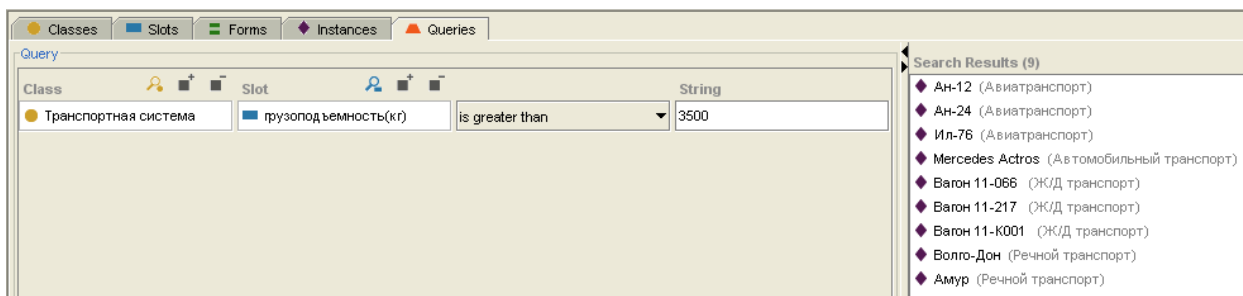 Classes Slots Forms Instances Queries
Query
Class Slot String
Транспортная система грузоподъемность(кг) is greater than 3500
Search Results (9)
Ан-12 (Авиатранспорт)
Ан-24 (Авиатранспорт)
Ил-76 (Авиатранспорт)
Mercedes Actros (Автомобильный транспорт)
Вагон 11-066 (Ж/Д транспорт)
Вагон 11-217 (Ж/Д транспорт)
Вагон 11-К001 (Ж/Д транспорт)
Волго-Дон (Речной транспорт)
Амур (Речной транспорт)